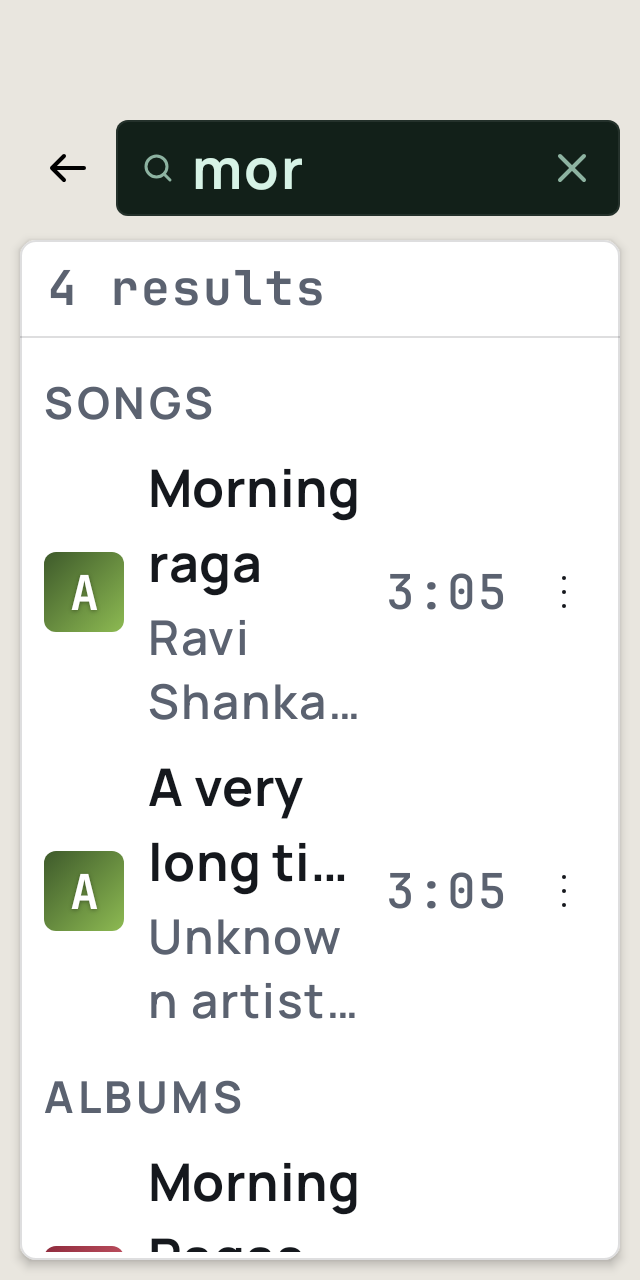 mor
4 results
SONGS
Morning
raga
A
3:05
Ravi
Shanka…
A very
long ti…
A
3:05
Unknow
n artist…
ALBUMS
Morning